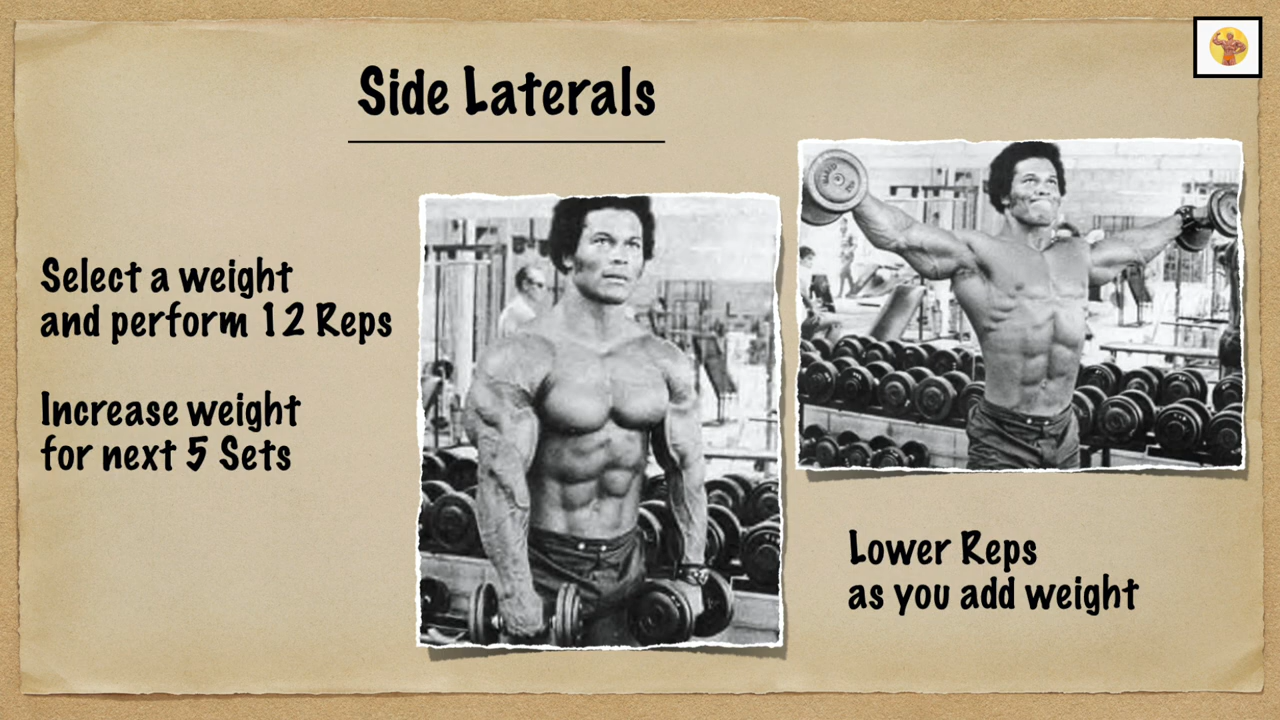 Side Laterals
Select a weight
and perform 12 Reps
Increase weight
for next 5 Sets
Lower Reps
as you add weight